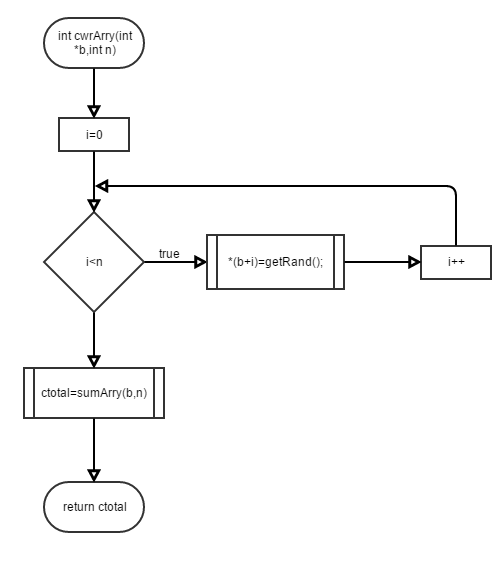 int cwrArry(int
*b,int n)
i=0
i<n
true
*(b+i)=getRand();
i++
ctotal=sumArry(b,n)
return ctotal